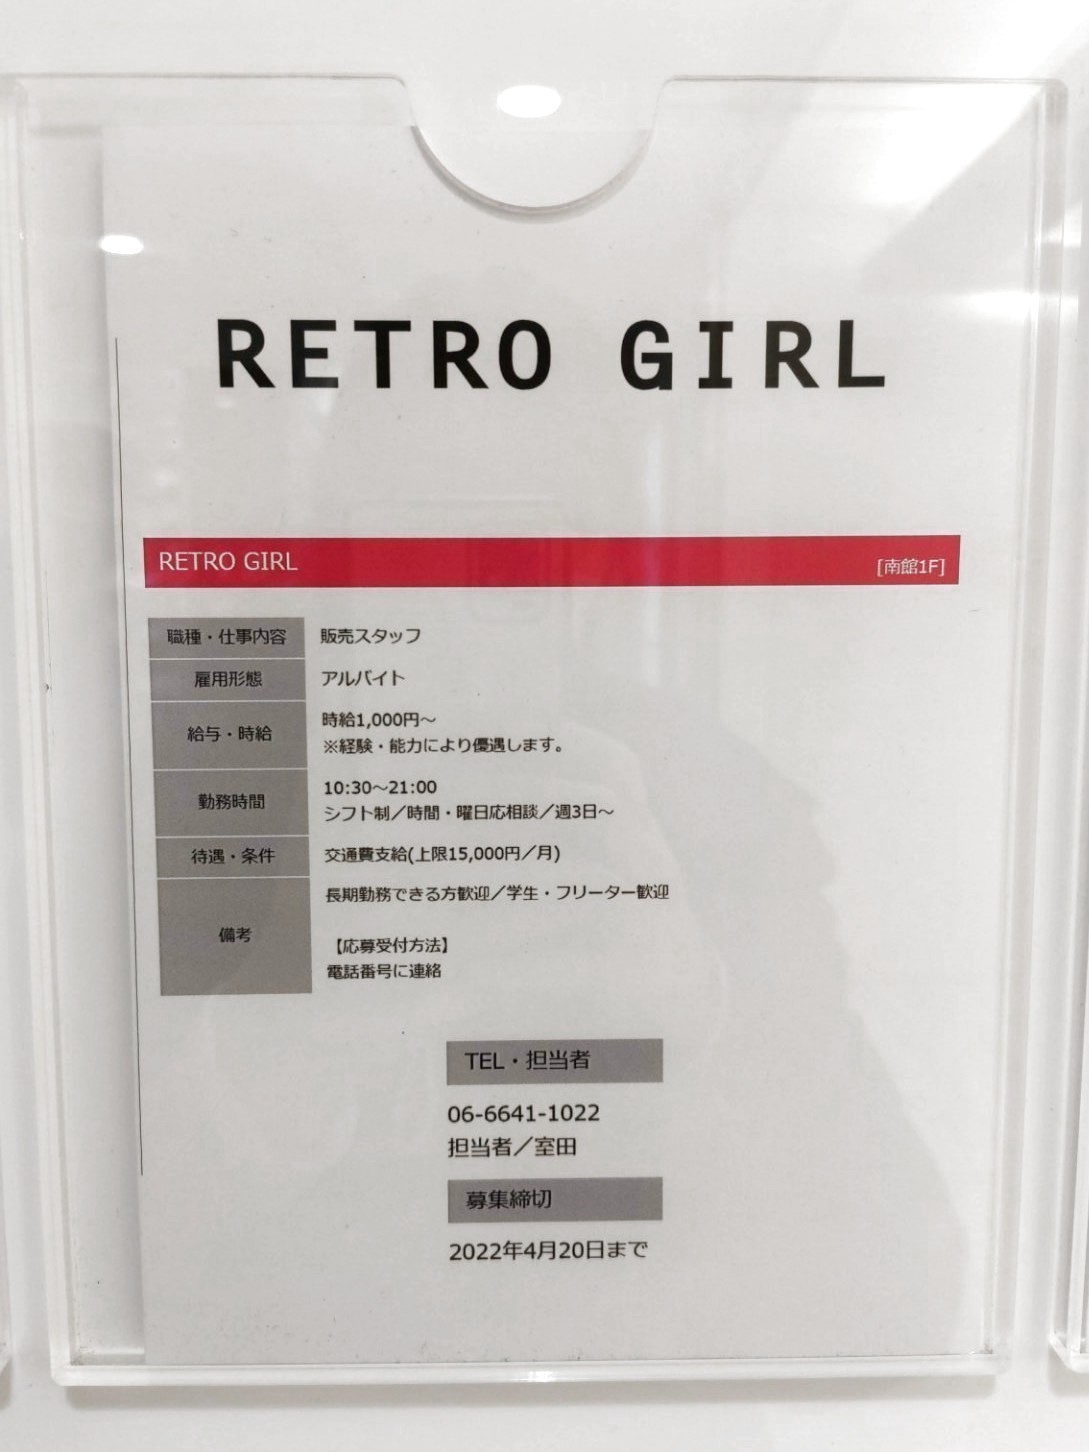 RETRO GIRL
RETRO GIRL [南館1F]
職種・仕事内容 販売スタッフ
雇用形態 アルバイト
給与・時給 時給1,000円～
※経験・能力により優遇します。
勤務時間 10:30～21:00
シフト制／時間・曜日応相談／週3日～
待遇・条件 交通費支給(上限15,000円／月)
備考 長期勤務できる方歓迎／学生・フリーター歓迎
【応募受付方法】
電話番号に連絡
TEL・担当者
06-6641-1022
担当者／室田
募集締切
2022年4月20日まで